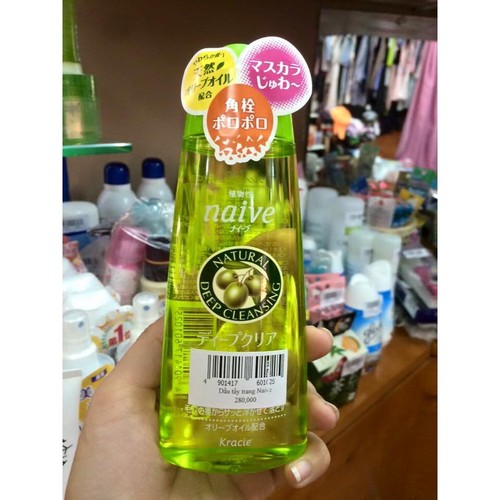 天然
オリーブオイル
配合
マスカラ
じゅわ〜
角栓
ポロポロ
植物性
naive
ナイーブ
NATURAL
DEEP CLEANSING
ディープクリア
4 901417 601025
Dầu tẩy trang Naive
280,000
オリーブオイル配合
Kracie